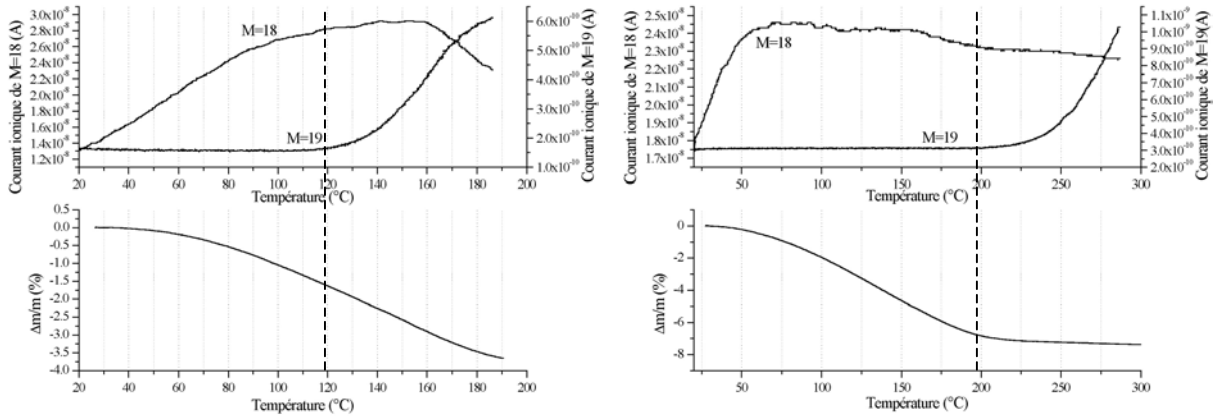 Courant ionique de M=18 (A)
3.0x10⁻⁸
2.8x10⁻⁸
2.6x10⁻⁸
2.4x10⁻⁸
2.2x10⁻⁸
2.0x10⁻⁸
1.8x10⁻⁸
1.6x10⁻⁸
1.4x10⁻⁸
1.2x10⁻⁸
M=18
M=19
6.0x10⁻¹⁰
5.0x10⁻¹⁰
4.0x10⁻¹⁰
3.0x10⁻¹⁰
2.0x10⁻¹⁰
1.0x10⁻¹⁰
Courant ionique de M=19 (A)
20 40 60 80 100 120 140 160 180 200
Température (°C)
Δm/m (%)
0.5
0.0
-0.5
-1.0
-1.5
-2.0
-2.5
-3.0
-3.5
-4.0
20 40 60 80 100 120 140 160 180 200
Température (°C)
Courant ionique de M=18 (A)
2.5x10⁻⁸
2.4x10⁻⁸
2.3x10⁻⁸
2.2x10⁻⁸
2.1x10⁻⁸
2.0x10⁻⁸
1.9x10⁻⁸
1.8x10⁻⁸
1.7x10⁻⁸
M=18
M=19
1.1x10⁻⁹
1.0x10⁻⁹
9.0x10⁻¹⁰
8.0x10⁻¹⁰
7.0x10⁻¹⁰
6.0x10⁻¹⁰
5.0x10⁻¹⁰
4.0x10⁻¹⁰
3.0x10⁻¹⁰
2.0x10⁻¹⁰
Courant ionique de M=19(A)
50 100 150 200 250 300
Température (°C)
Δm/m (%)
0
-2
-4
-6
-8
50 100 150 200 250 300
Température (°C)